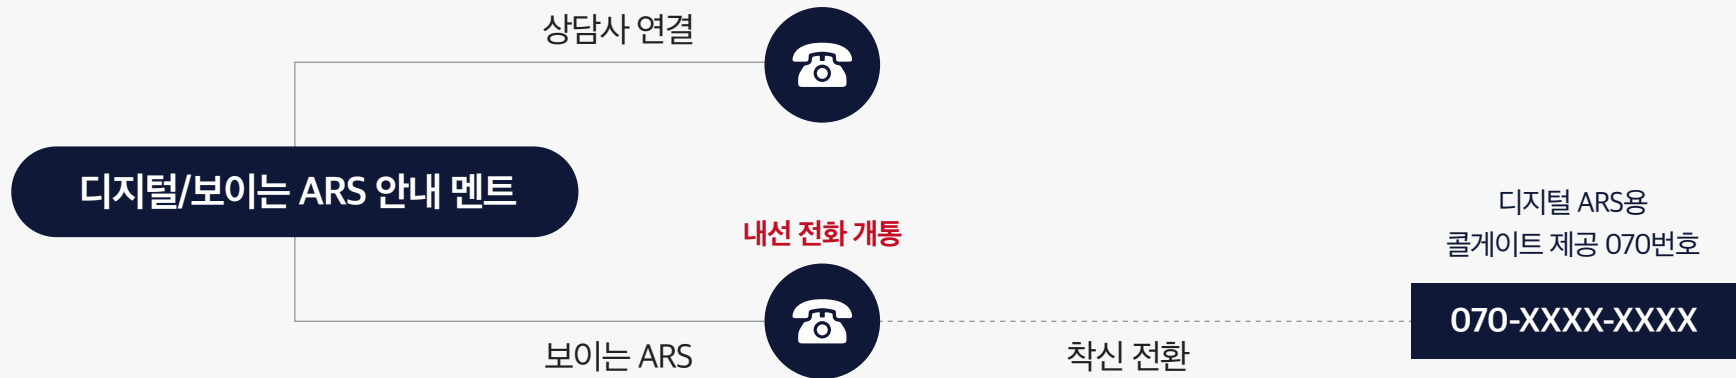 상담사 연결
디지털/보이는 ARS 안내 멘트
내선 전화 개통
보이는 ARS
착신 전환
디지털 ARS용
콜게이트 제공 070번호
070-XXXX-XXXX